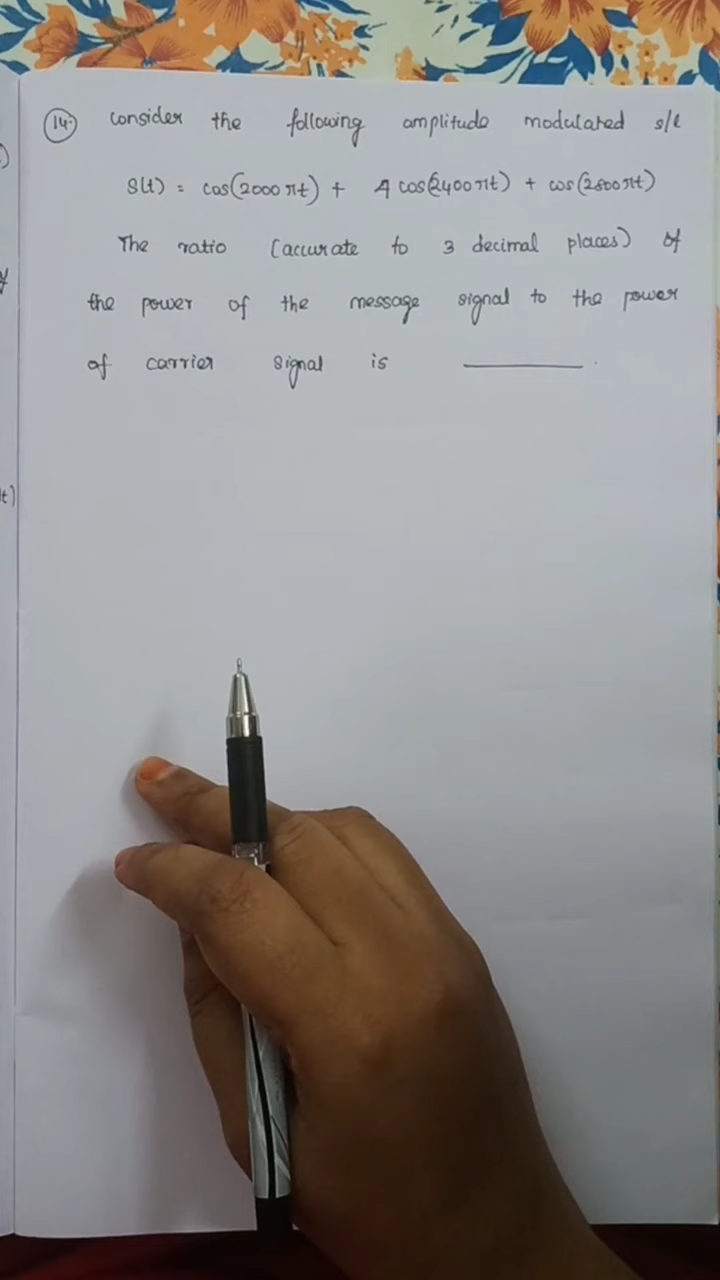 14. consider the following amplitude modulated s/l
s(t) = cos(2000πt) + 4 cos(2400πt) + cos(2800πt)
The ratio (accurate to 3 decimal places) of
the power of the message signal to the power
of carrier signal is ________.
t)